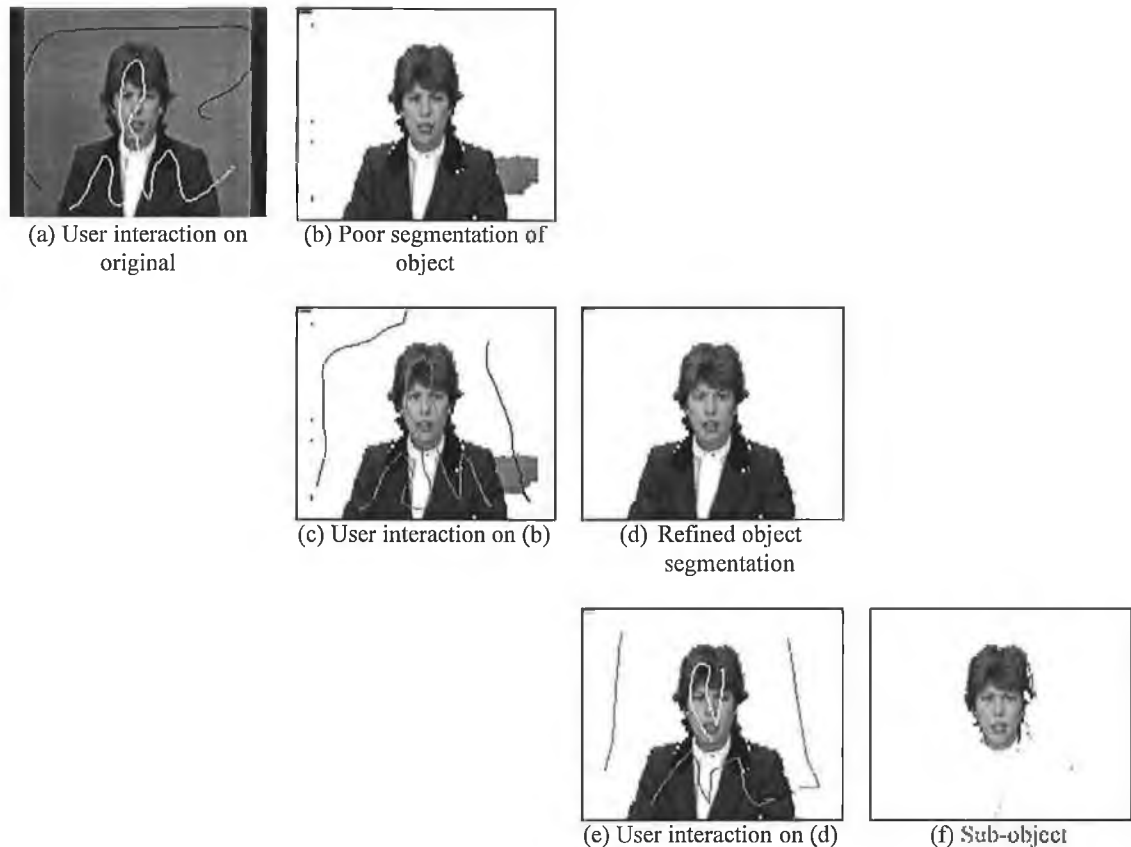 (a) User interaction on
original
(b) Poor segmentation of
object
(c) User interaction on (b)
(d) Refined object
segmentation
(e) User interaction on (d)
(f) Sub-object